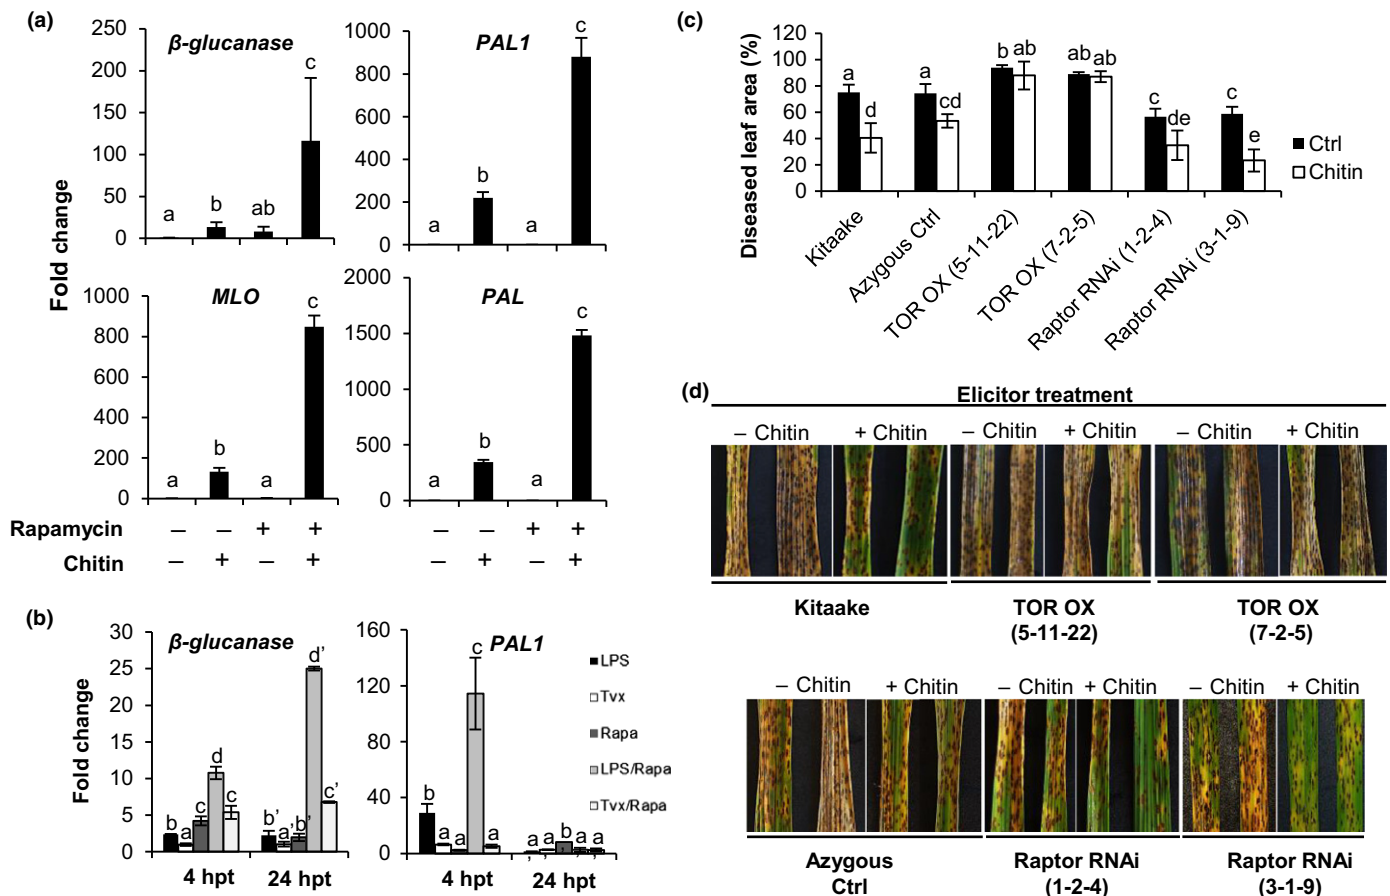 (a)
Fold change
β-glucanase
250
200
150
100
50
0
a
b
ab
c
PAL1
1000
800
600
400
200
0
a
b
a
c
MLO
1000
800
600
400
200
0
a
b
a
c
PAL
2000
1500
1000
500
0
a
b
a
c
Rapamycin – – + + – – + +
Chitin – + – + – + – +
(b)
Fold change
β-glucanase
30
25
20
15
10
5
0
b a c d c
b' a' b' d' c'
4 hpt 24 hpt
PAL1
160
120
80
40
0
b a a c a
a' a' b' a' a'
4 hpt 24 hpt
LPS
Tvx
Rapa
LPS/Rapa
Tvx/Rapa
(c)
Diseased leaf area (%)
120
100
80
60
40
20
0
a d a cd b ab ab ab c de c e
Ctrl
Chitin
Kitaake
Azygous Ctrl
TOR OX (5-11-22)
TOR OX (7-2-5)
Raptor RNAi (1-2-4)
Raptor RNAi (3-1-9)
(d)
Elicitor treatment
– Chitin + Chitin – Chitin + Chitin – Chitin + Chitin
Kitaake TOR OX TOR OX
(5-11-22) (7-2-5)
– Chitin + Chitin – Chitin + Chitin – Chitin + Chitin
Azygous Raptor RNAi Raptor RNAi
Ctrl (1-2-4) (3-1-9)